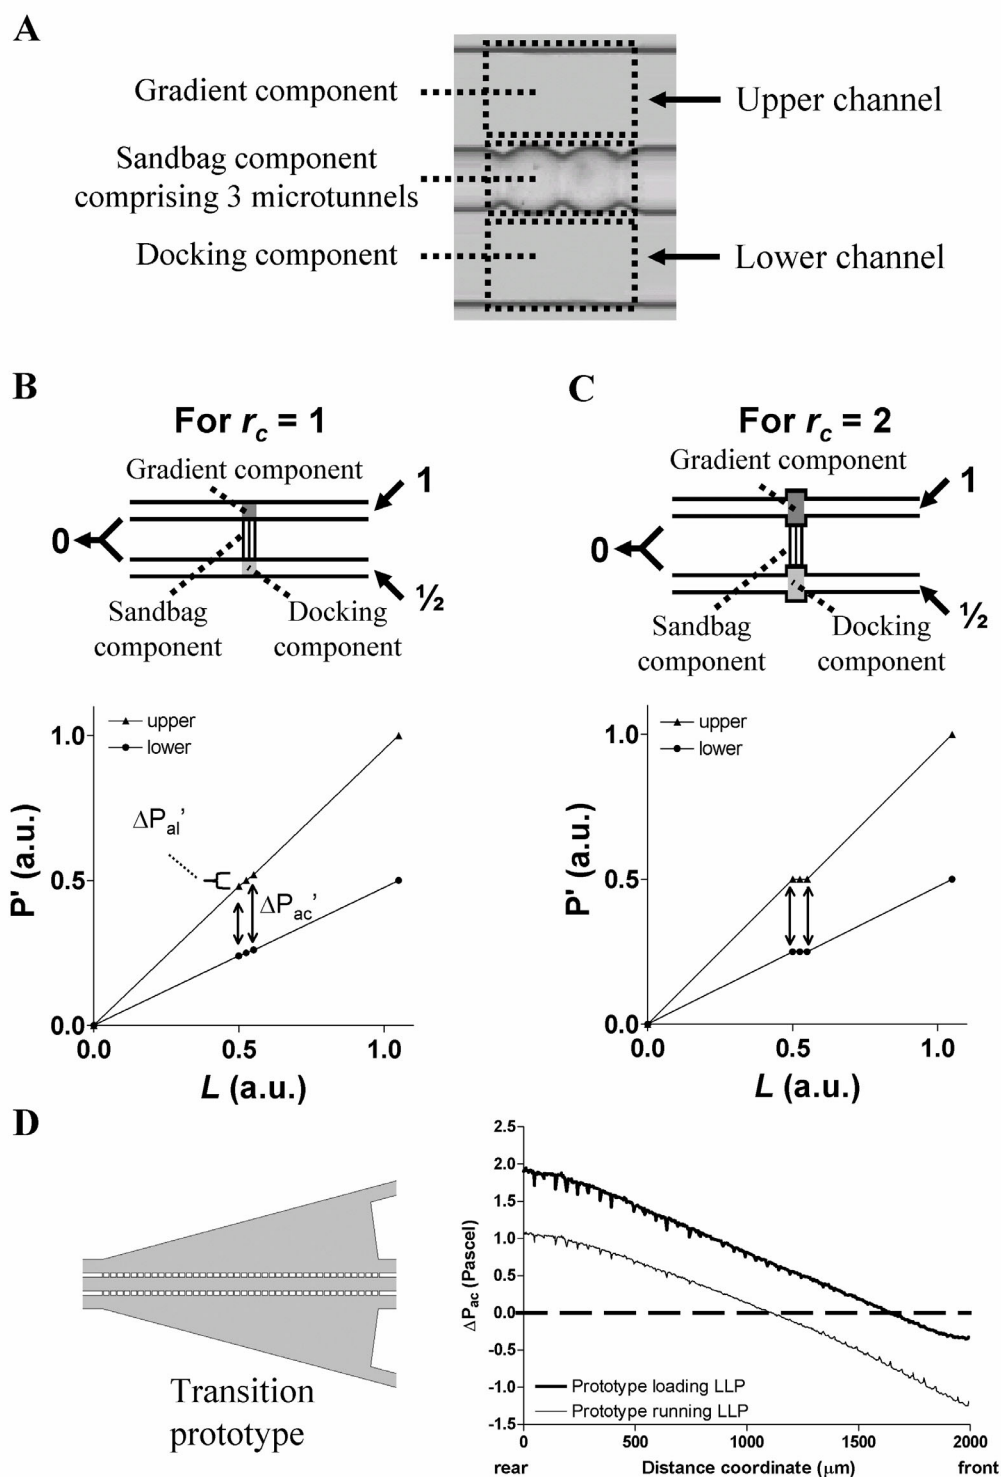 A
Gradient component
Upper channel
Sandbag component
comprising 3 microtunnels
Docking component
Lower channel
B
For rc = 1
Gradient component
1
0
½
Sandbag
component
Docking
component
C
For rc = 2
Gradient component
1
0
½
Sandbag
component
Docking
component
upper
lower
1.0
0.5
0.0
P' (a.u.)
ΔPal'
ΔPac'
0.0 0.5 1.0
L (a.u.)
upper
lower
1.0
0.5
0.0
P' (a.u.)
0.0 0.5 1.0
L (a.u.)
D
Transition
prototype
2.5
2.0
1.5
1.0
0.5
0.0
-0.5
-1.0
-1.5
ΔPac (Pascel)
Prototype loading LLP
Prototype running LLP
0 500 1000 1500 2000
rear Distance coordinate (μm) front